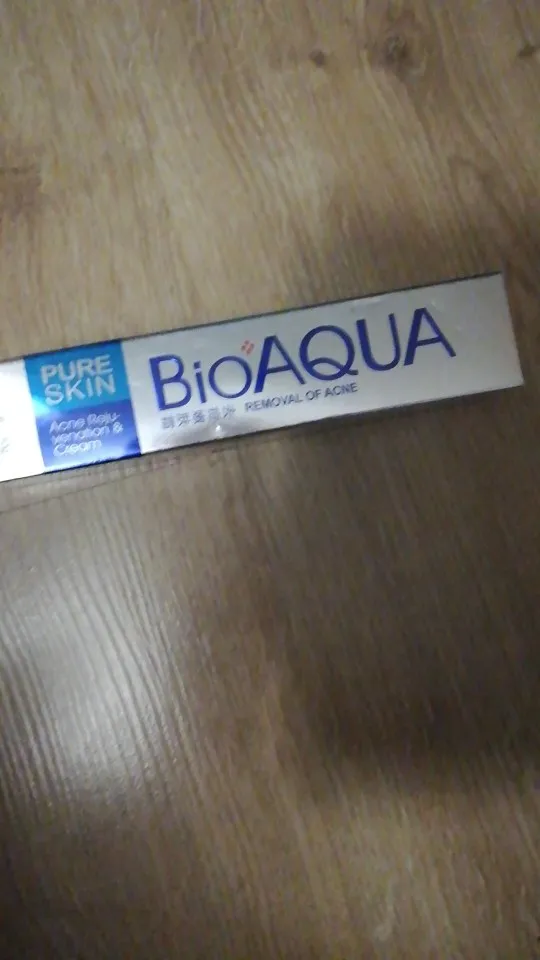 PURE
SKIN
Acne Reju-
venation &
Cream
BIOAQUA
REMOVAL OF ACNE